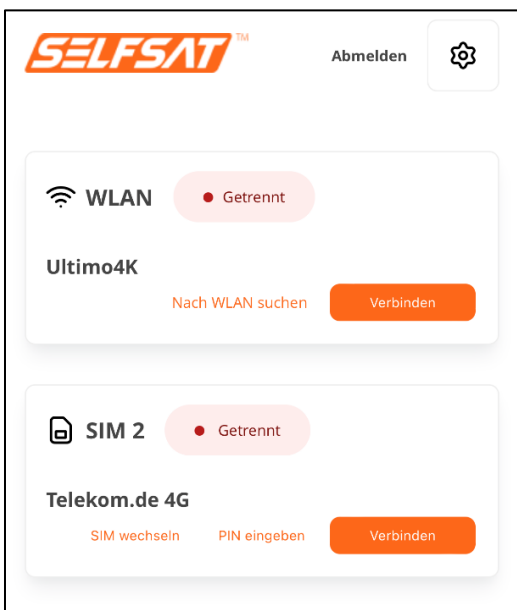 SELFSAT™
Abmelden
WLAN
Getrennt
Ultimo4K
Nach WLAN suchen
Verbinden
SIM 2
Getrennt
Telekom.de 4G
SIM wechseln
PIN eingeben
Verbinden